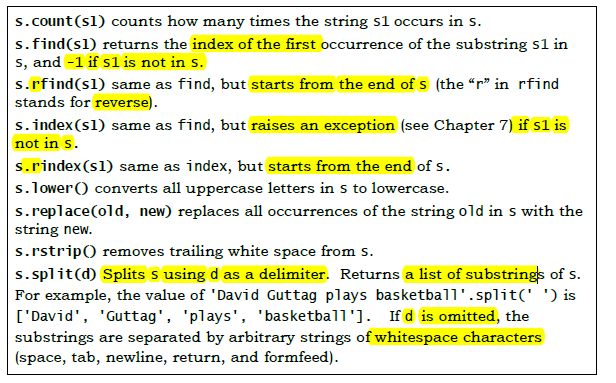 s.count(s1) counts how many times the string s1 occurs in s.
s.find(s1) returns the index of the first occurrence of the substring s1 in
s, and -1 if s1 is not in s.
s.rfind(s1) same as find, but starts from the end of s (the “r” in rfind
stands for reverse).
s.index(s1) same as find, but raises an exception (see Chapter 7) if s1 is
not in s.
s.rindex(s1) same as index, but starts from the end of s.
s.lower() converts all uppercase letters in s to lowercase.
s.replace(old, new) replaces all occurrences of the string old in s with the
string new.
s.rstrip() removes trailing white space from s.
s.split(d) Splits s using d as a delimiter. Returns a list of substrings of s.
For example, the value of 'David Guttag plays basketball'.split(' ') is
['David', 'Guttag', 'plays', 'basketball']. If d is omitted, the
substrings are separated by arbitrary strings of whitespace characters
(space, tab, newline, return, and formfeed).